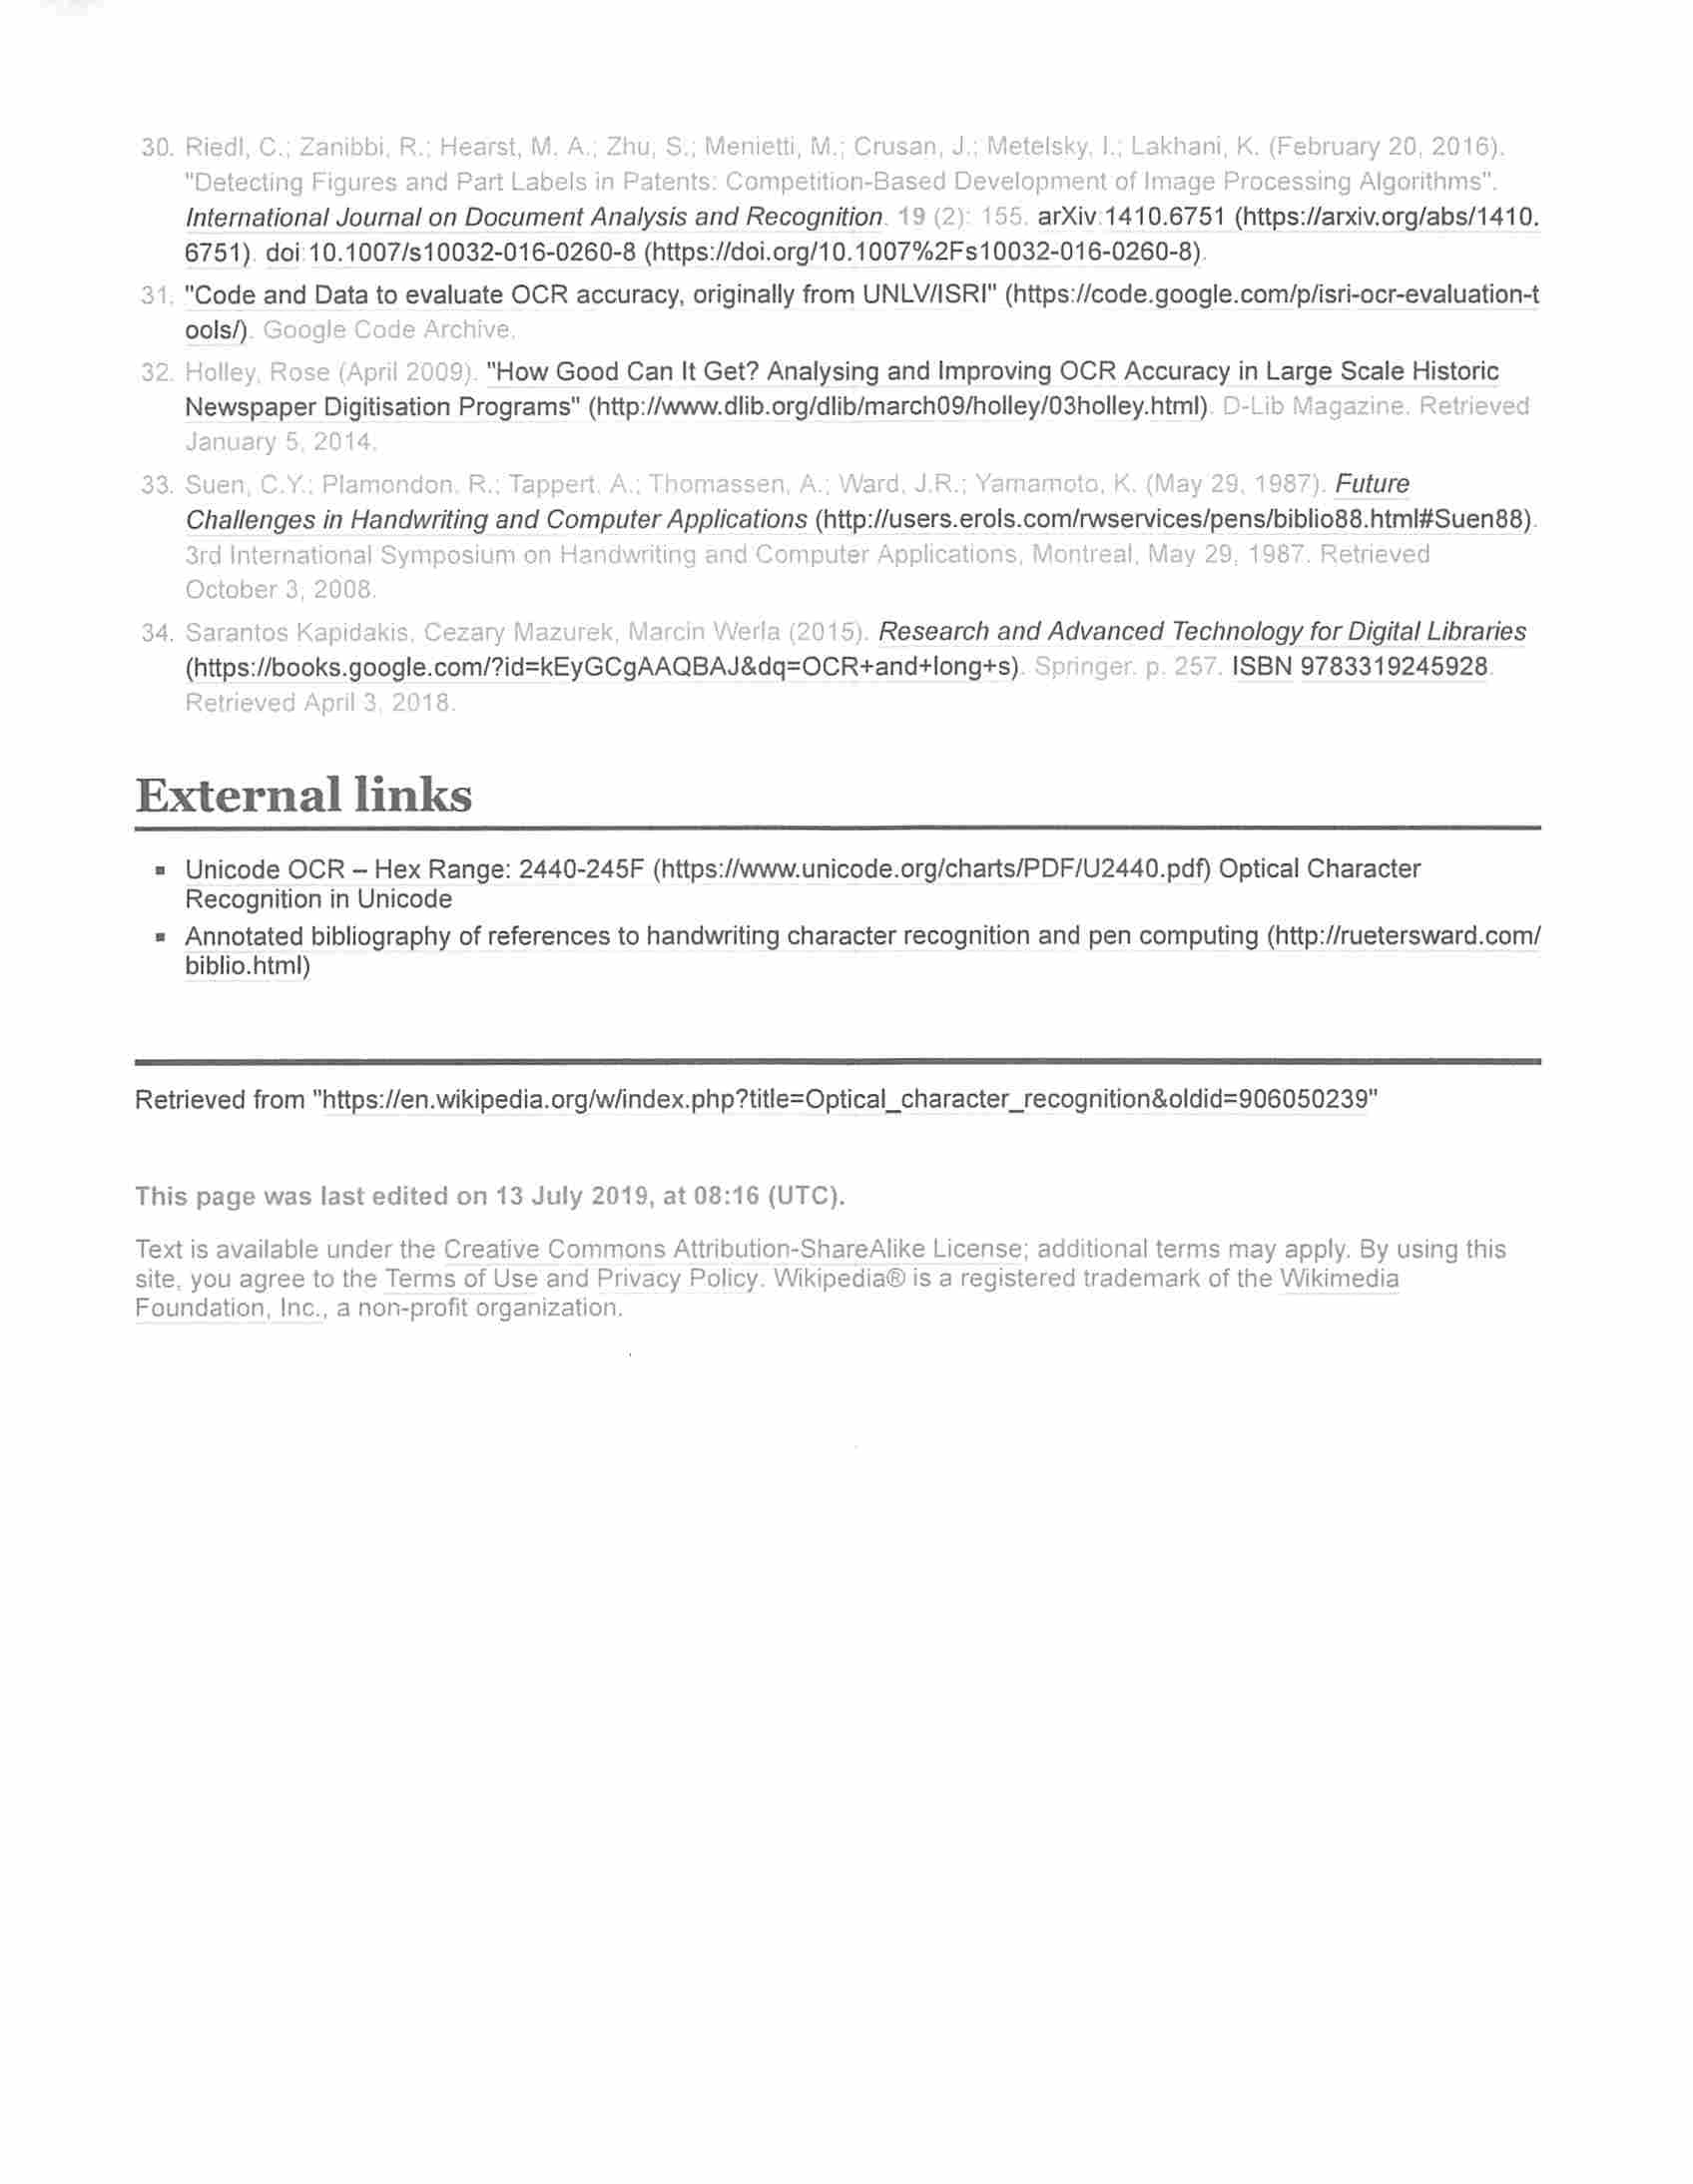 30. Riedl, C.; Zanibbi, R.; Hearst, M. A.; Zhu, S.; Menietti, M.; Crusan, J.; Metelsky, I.; Lakhani, K. (February 20, 2016).
"Detecting Figures and Part Labels in Patents: Competition-Based Development of Image Processing Algorithms".
International Journal on Document Analysis and Recognition. 19 (2): 155. arXiv:1410.6751 (https://arxiv.org/abs/1410.
6751). doi:10.1007/s10032-016-0260-8 (https://doi.org/10.1007%2Fs10032-016-0260-8).
31. "Code and Data to evaluate OCR accuracy, originally from UNLV/ISRI" (https://code.google.com/p/isri-ocr-evaluation-t
ools/). Google Code Archive.
32. Holley, Rose (April 2009). "How Good Can It Get? Analysing and Improving OCR Accuracy in Large Scale Historic
Newspaper Digitisation Programs" (http://www.dlib.org/dlib/march09/holley/03holley.html). D-Lib Magazine. Retrieved
January 5, 2014.
33. Suen, C.Y.; Plamondon, R.; Tappert, A.; Thomassen, A.; Ward, J.R.; Yamamoto, K. (May 29, 1987). Future
Challenges in Handwriting and Computer Applications (http://users.erols.com/rwservices/pens/biblio88.html#Suen88).
3rd International Symposium on Handwriting and Computer Applications, Montreal, May 29, 1987. Retrieved
October 3, 2008.
34. Sarantos Kapidakis, Cezary Mazurek, Marcin Werla (2015). Research and Advanced Technology for Digital Libraries
(https://books.google.com/?id=kEyGCgAAQBAJ&dq=OCR+and+long+s). Springer. p. 257. ISBN 9783319245928.
Retrieved April 3, 2018.
External links
▪ Unicode OCR – Hex Range: 2440-245F (https://www.unicode.org/charts/PDF/U2440.pdf) Optical Character
Recognition in Unicode
▪ Annotated bibliography of references to handwriting character recognition and pen computing (http://ruetersward.com/
biblio.html)
Retrieved from "https://en.wikipedia.org/w/index.php?title=Optical_character_recognition&oldid=906050239"
This page was last edited on 13 July 2019, at 08:16 (UTC).
Text is available under the Creative Commons Attribution-ShareAlike License; additional terms may apply. By using this
site, you agree to the Terms of Use and Privacy Policy. Wikipedia® is a registered trademark of the Wikimedia
Foundation, Inc., a non-profit organization.